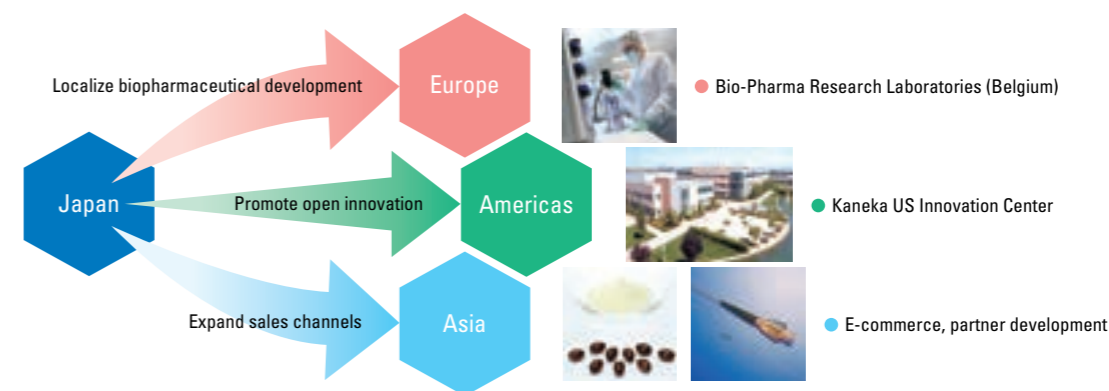 Localize biopharmaceutical development
Europe
Bio-Pharma Research Laboratories (Belgium)
Japan
Promote open innovation
Americas
Kaneka US Innovation Center
Expand sales channels
Asia
E-commerce, partner development